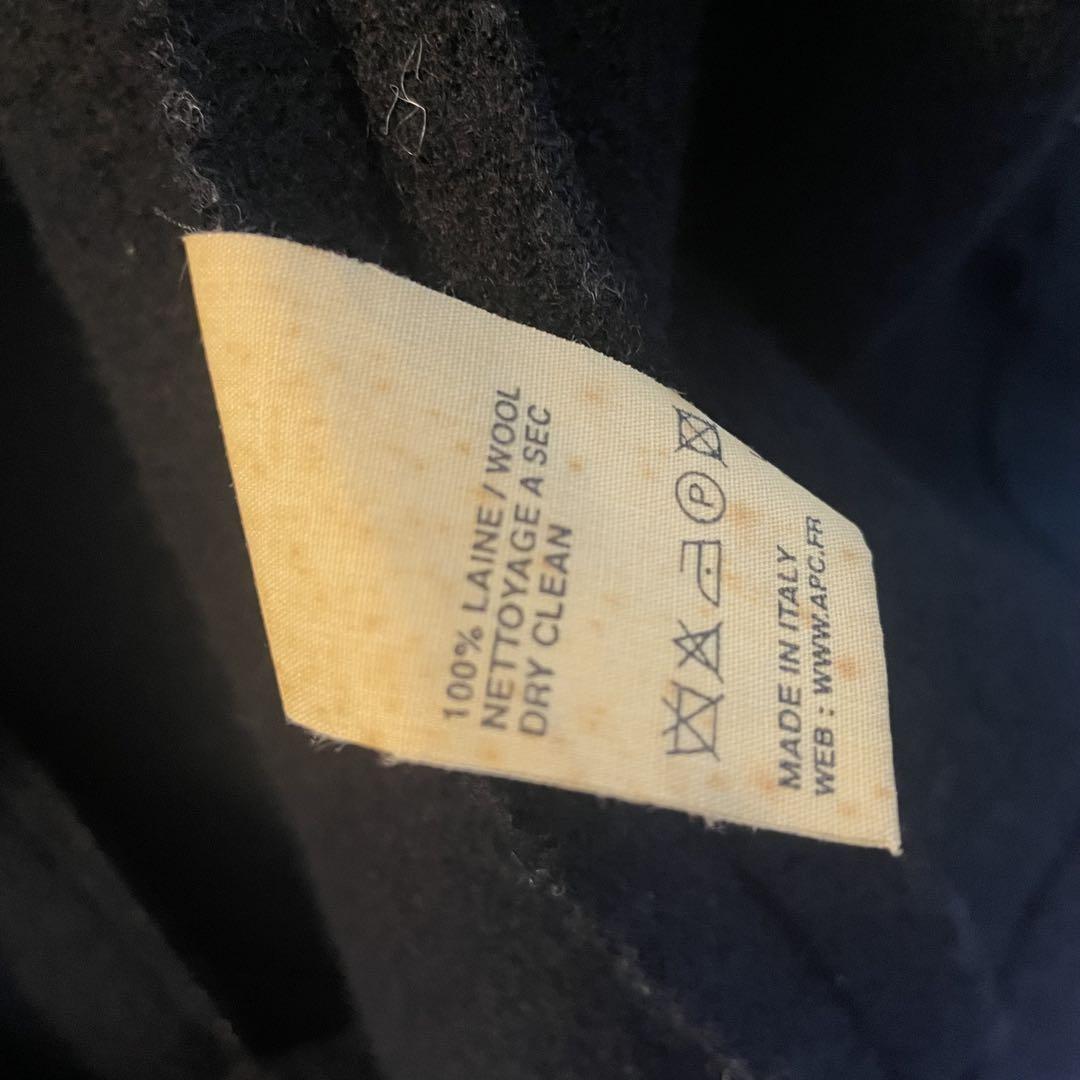 100% LAINE / WOOL
NETTOYAGE A SEC
DRY CLEAN
P
MADE IN ITALY
WEB : WWW.APC.FR